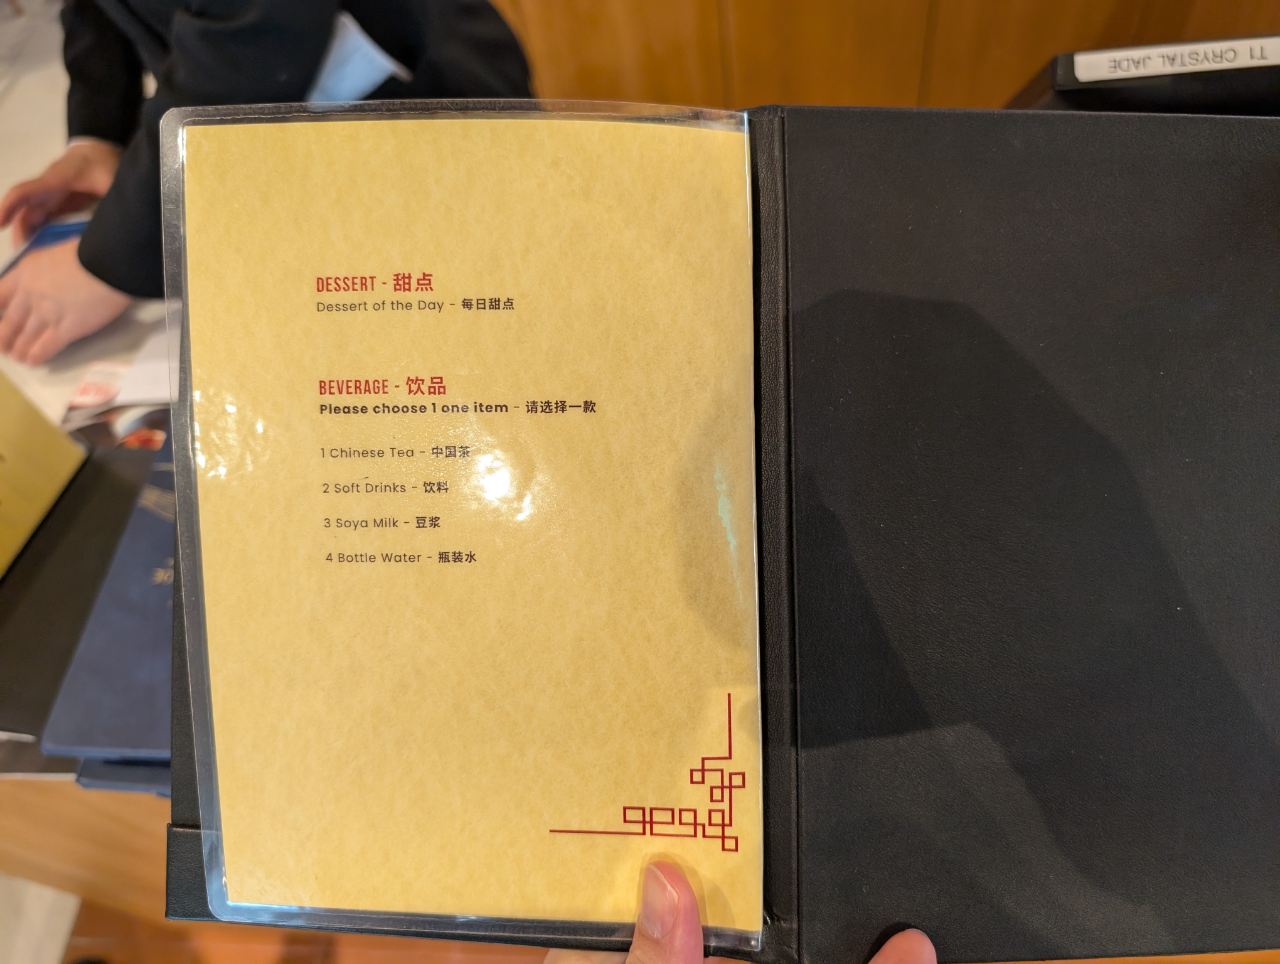 T1 CRYSTAL JADE
DESSERT - 甜点
Dessert of the Day - 每日甜点
BEVERAGE - 饮品
Please choose 1 one item - 请选择一款
1 Chinese Tea - 中国茶
2 Soft Drinks - 饮料
3 Soya Milk - 豆浆
4 Bottle Water - 瓶装水